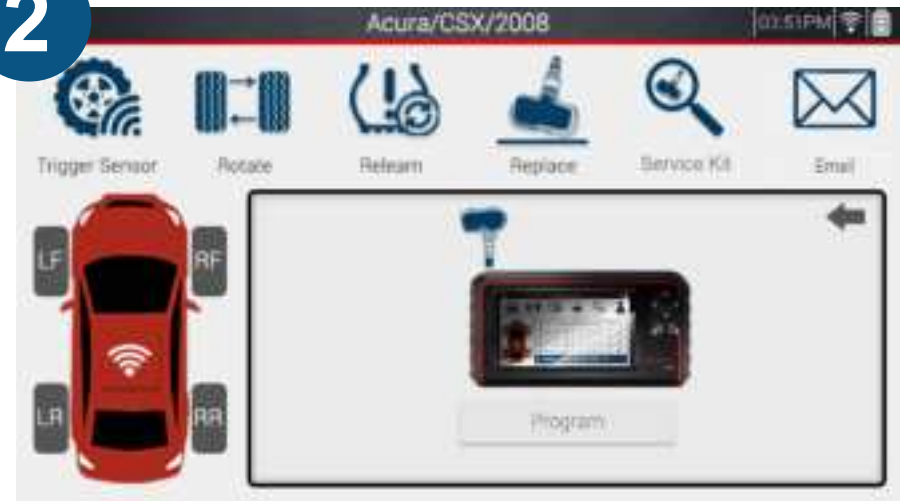 2
Acura/CSX/2008
03:51PM
Trigger Sensor
Rotate
Relearn
Replace
Service Kit
Email
LF
RF
LR
RR
Program